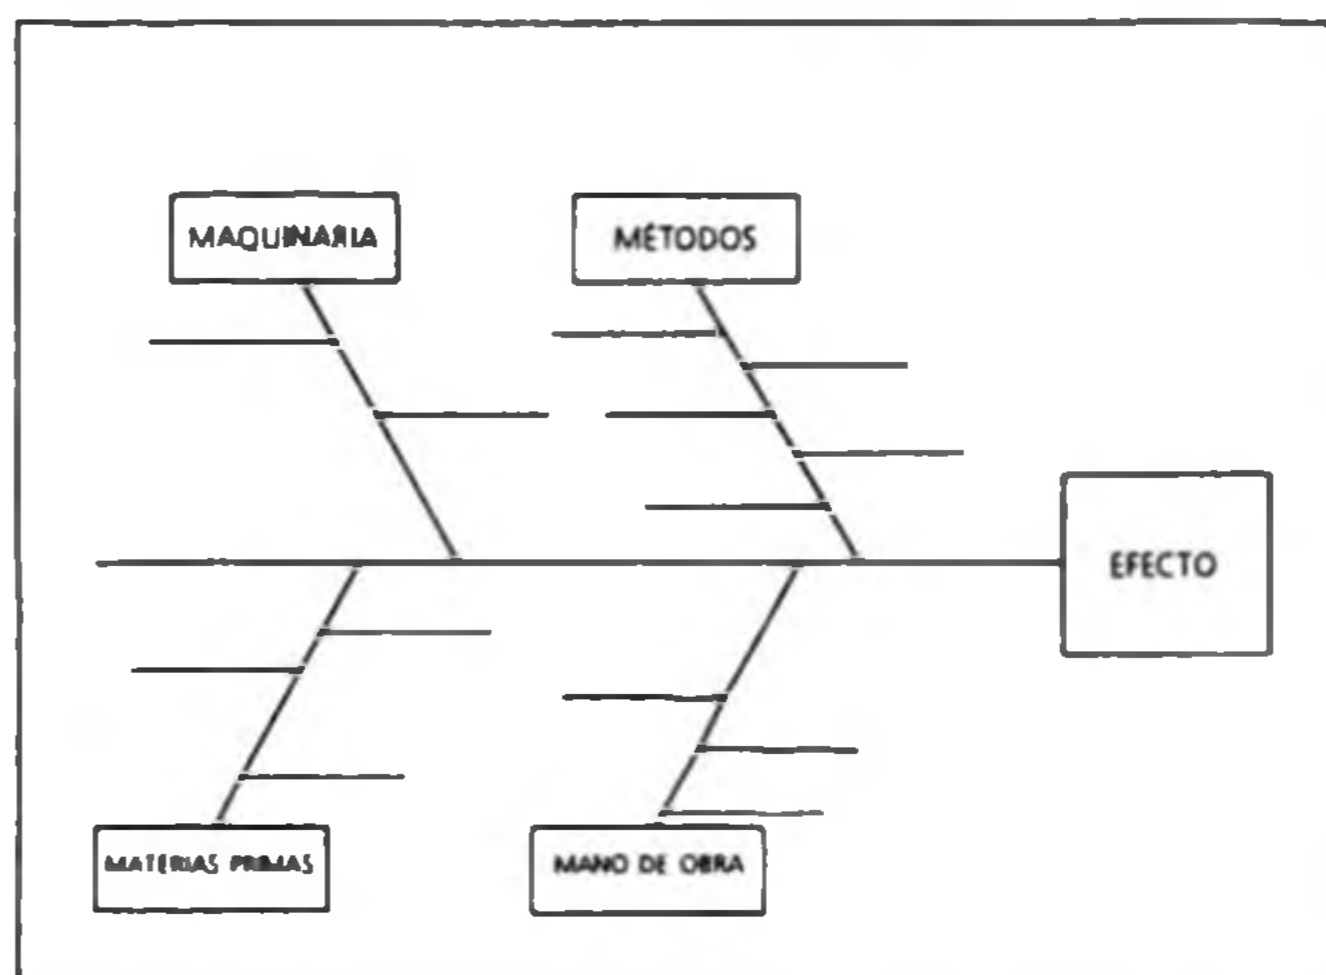 MAQUINARIA
MÉTODOS
EFECTO
MATERIAS PRIMAS
MANO DE OBRA